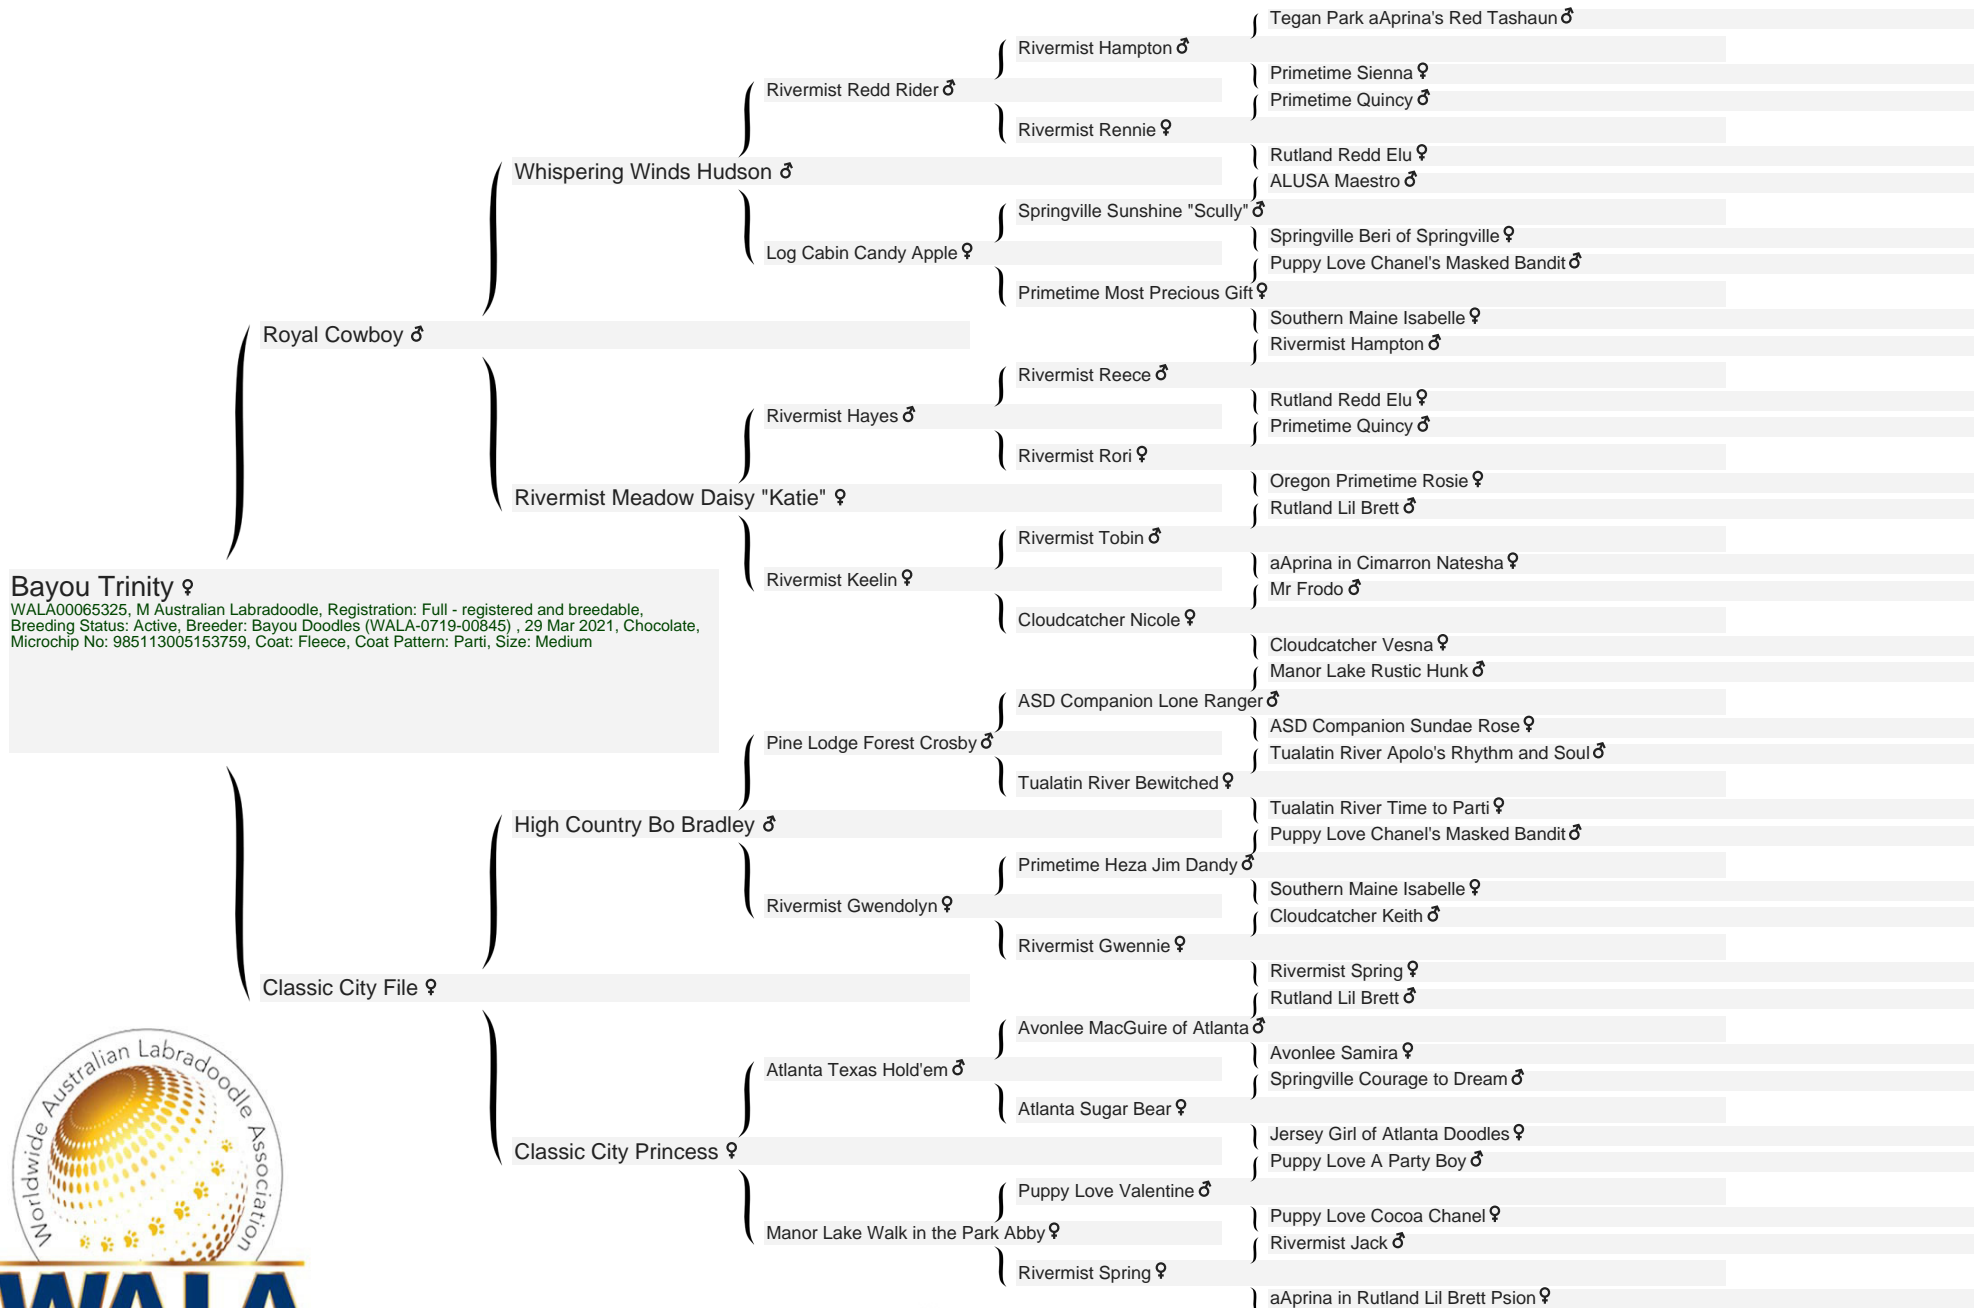 Tegan Park aAprina's Red Tashaun ♂
Rivermist Hampton ♂
Primetime Sienna ♀
Rivermist Redd Rider ♂
Primetime Quincy ♂
Rivermist Rennie ♀
Rutland Redd Elu ♀
Whispering Winds Hudson ♂
ALUSA Maestro ♂
Springville Sunshine "Scully" ♂
Springville Beri of Springville ♀
Log Cabin Candy Apple ♀
Puppy Love Chanel's Masked Bandit ♂
Primetime Most Precious Gift ♀
Southern Maine Isabelle ♀
Royal Cowboy ♂
Rivermist Hampton ♂
Rivermist Reece ♂
Rutland Redd Elu ♀
Rivermist Hayes ♂
Primetime Quincy ♂
Rivermist Rori ♀
Oregon Primetime Rosie ♀
Rivermist Meadow Daisy "Katie" ♀
Rutland Lil Brett ♂
Rivermist Tobin ♂
aAprina in Cimarron Natesha ♀
Rivermist Keelin ♀
Mr Frodo ♂
Cloudcatcher Nicole ♀
Cloudcatcher Vesna ♀
Bayou Trinity ♀
WALA00065325, M Australian Labradoodle, Registration: Full - registered and breedable,
Breeding Status: Active, Breeder: Bayou Doodles (WALA-0719-00845) , 29 Mar 2021, Chocolate,
Microchip No: 985113005153759, Coat: Fleece, Coat Pattern: Parti, Size: Medium
Manor Lake Rustic Hunk ♂
ASD Companion Lone Ranger ♂
ASD Companion Sundae Rose ♀
Pine Lodge Forest Crosby ♂
Tualatin River Apolo's Rhythm and Soul ♂
Tualatin River Bewitched ♀
Tualatin River Time to Parti ♀
High Country Bo Bradley ♂
Puppy Love Chanel's Masked Bandit ♂
Primetime Heza Jim Dandy ♂
Southern Maine Isabelle ♀
Rivermist Gwendolyn ♀
Cloudcatcher Keith ♂
Rivermist Gwennie ♀
Rivermist Spring ♀
Classic City File ♀
Rutland Lil Brett ♂
Avonlee MacGuire of Atlanta ♂
Avonlee Samira ♀
Atlanta Texas Hold'em ♂
Springville Courage to Dream ♂
Atlanta Sugar Bear ♀
Jersey Girl of Atlanta Doodles ♀
Classic City Princess ♀
Puppy Love A Party Boy ♂
Puppy Love Valentine ♂
Puppy Love Cocoa Chanel ♀
Manor Lake Walk in the Park Abby ♀
Rivermist Jack ♂
Rivermist Spring ♀
aAprina in Rutland Lil Brett Psion ♀
Worldwide Australian Labradoodle Association
WALA